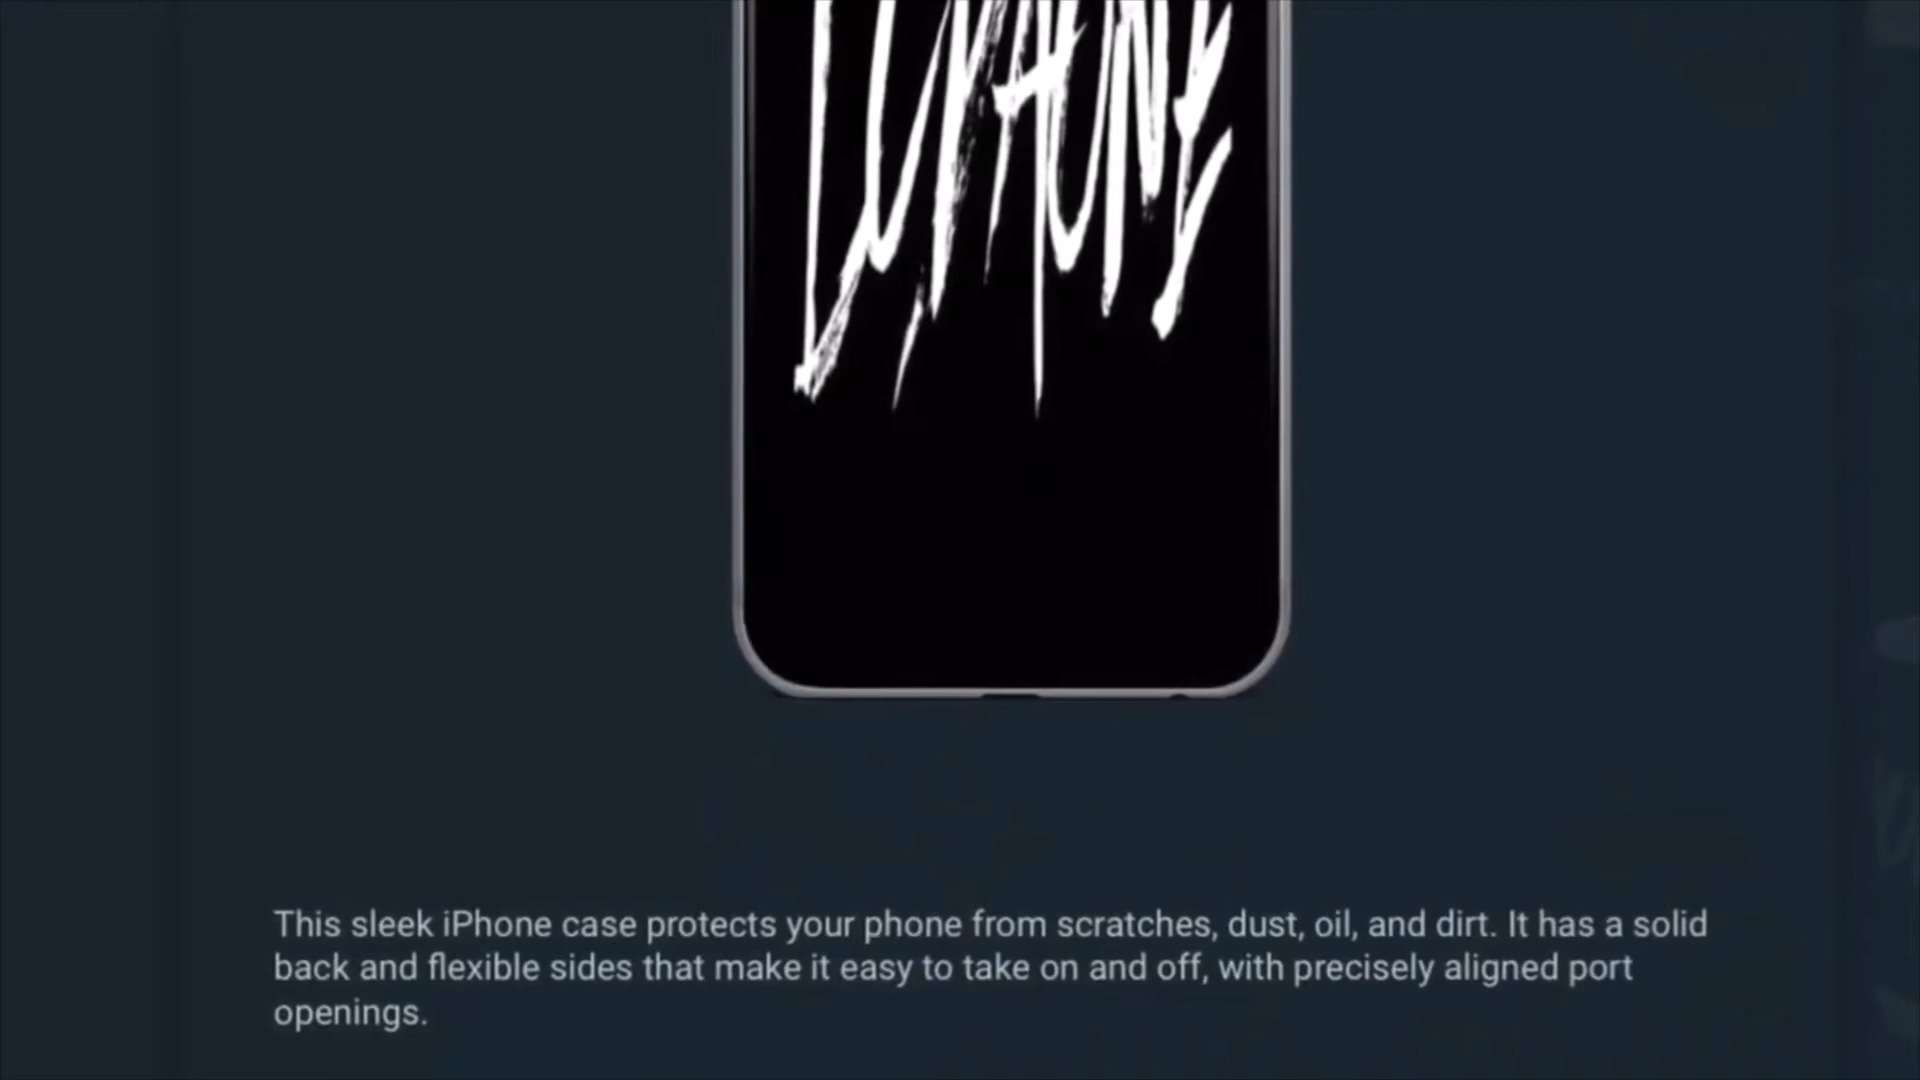 This sleek iPhone case protects your phone from scratches, dust, oil, and dirt. It has a solid
back and flexible sides that make it easy to take on and off, with precisely aligned port
openings.